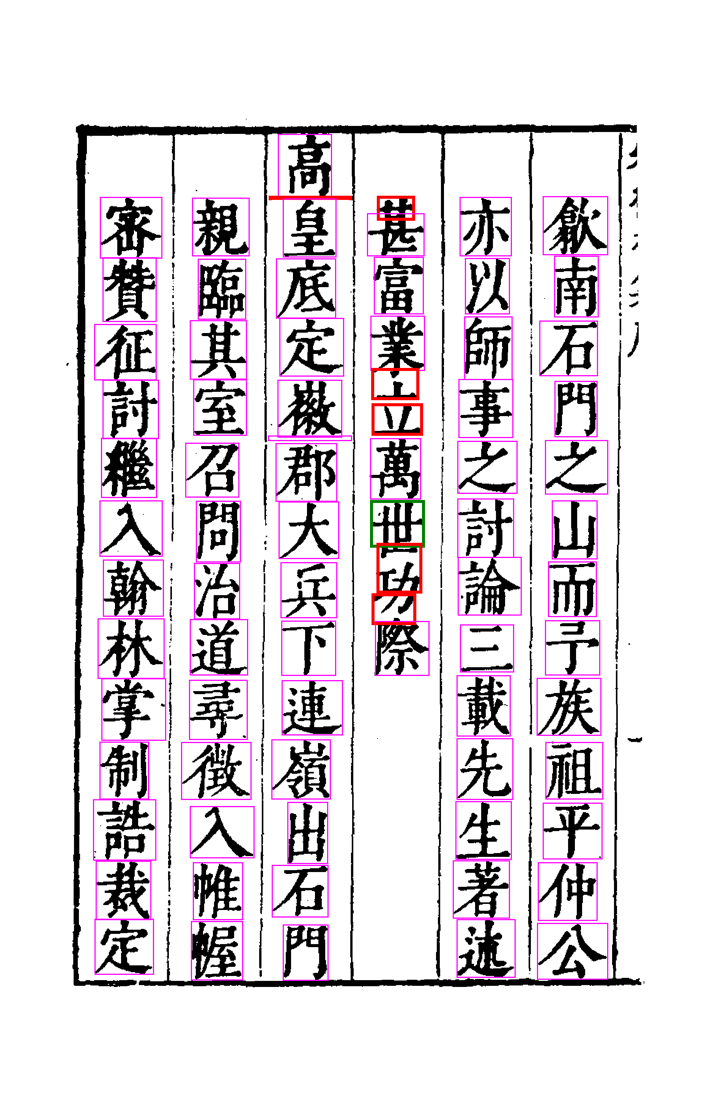 歙南石門之山而予族祖平仲公
亦以師事之討論三載先生著述
甚富業立萬世功際
高皇底定徽郡大兵下連嶺出石門
親臨其室召問治道尋徵入帷幄
審贊征討繼入翰林掌制誥裁定